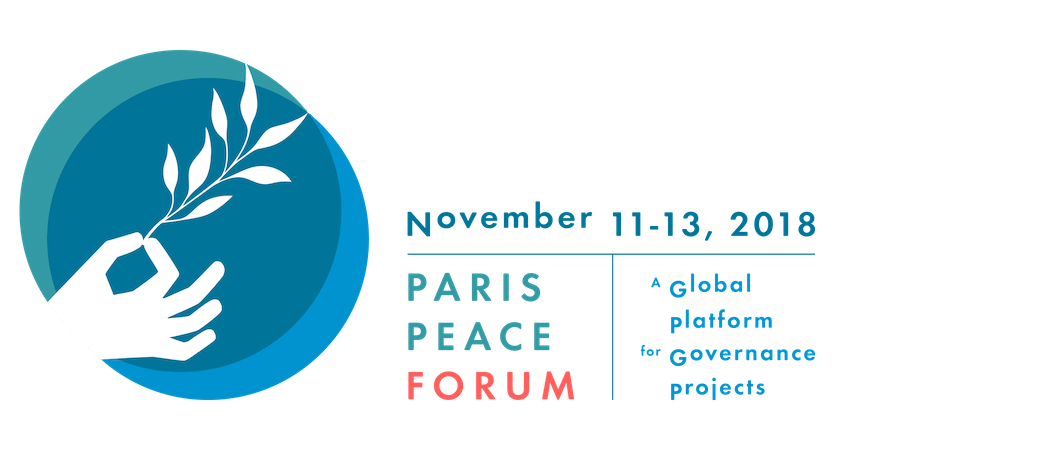 November 11-13, 2018
PARIS
PEACE
FORUM
A Global
platform
for Governance
projects